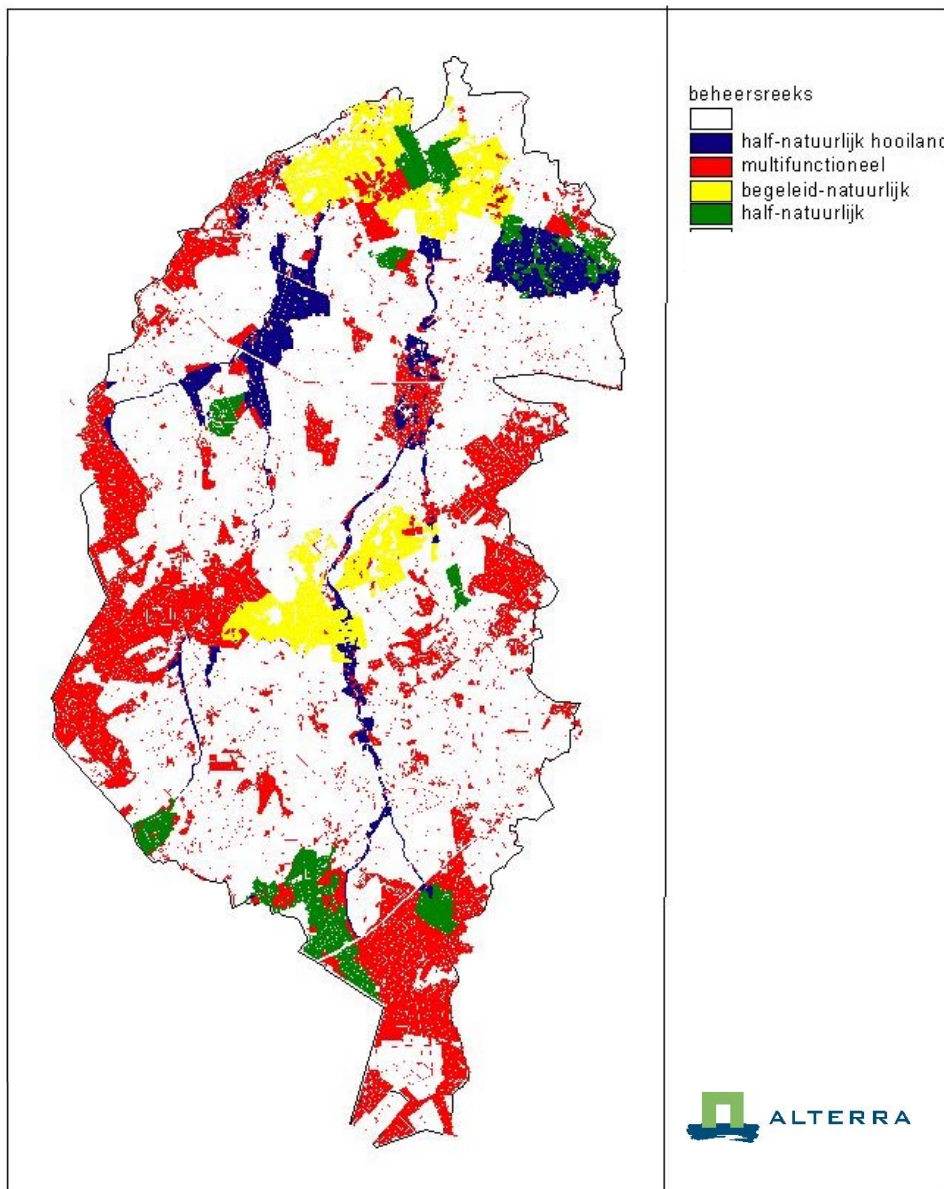 beheersreeks
half-natuurlijk hooiland
multifunctioneel
begeleid-natuurlijk
half-natuurlijk
ALTERRA